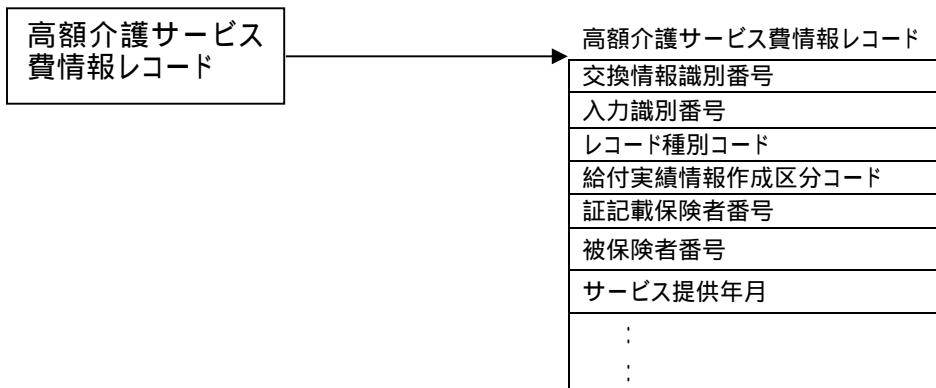 高額介護サービス
費情報レコード
高額介護サービス費情報レコード
交換情報識別番号
入力識別番号
レコード種別コード
給付実績情報作成区分コード
証記載保険者番号
被保険者番号
サービス提供年月
:
: